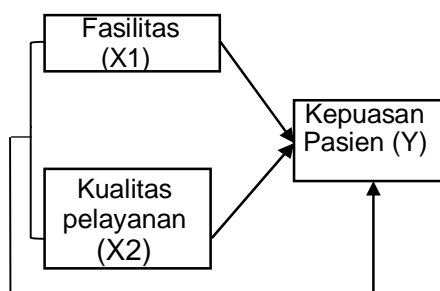 Fasilitas
(X1)
Kepuasan
Pasien (Y)
Kualitas
pelayanan
(X2)